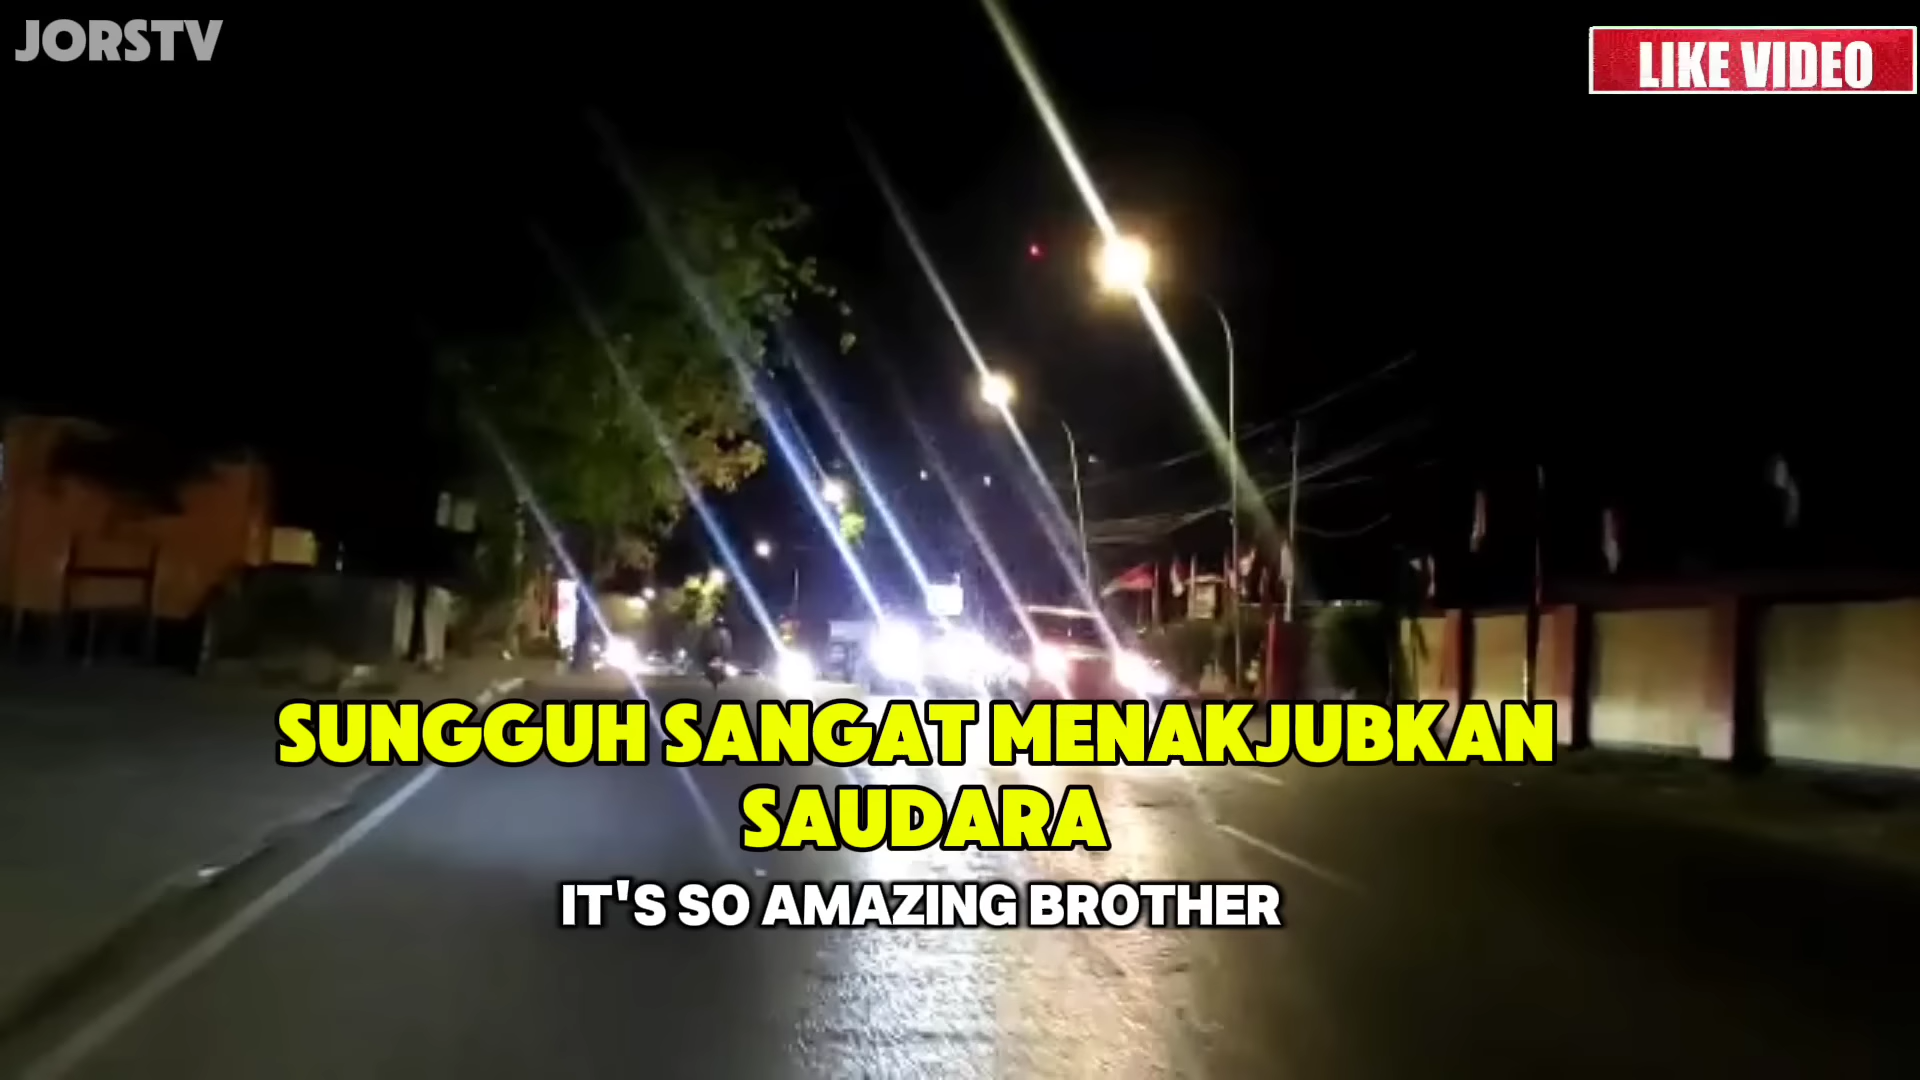 JORSTV
LIKE VIDEO
SUNGGUH SANGAT MENAKJUBKAN
SAUDARA
IT'S SO AMAZING BROTHER